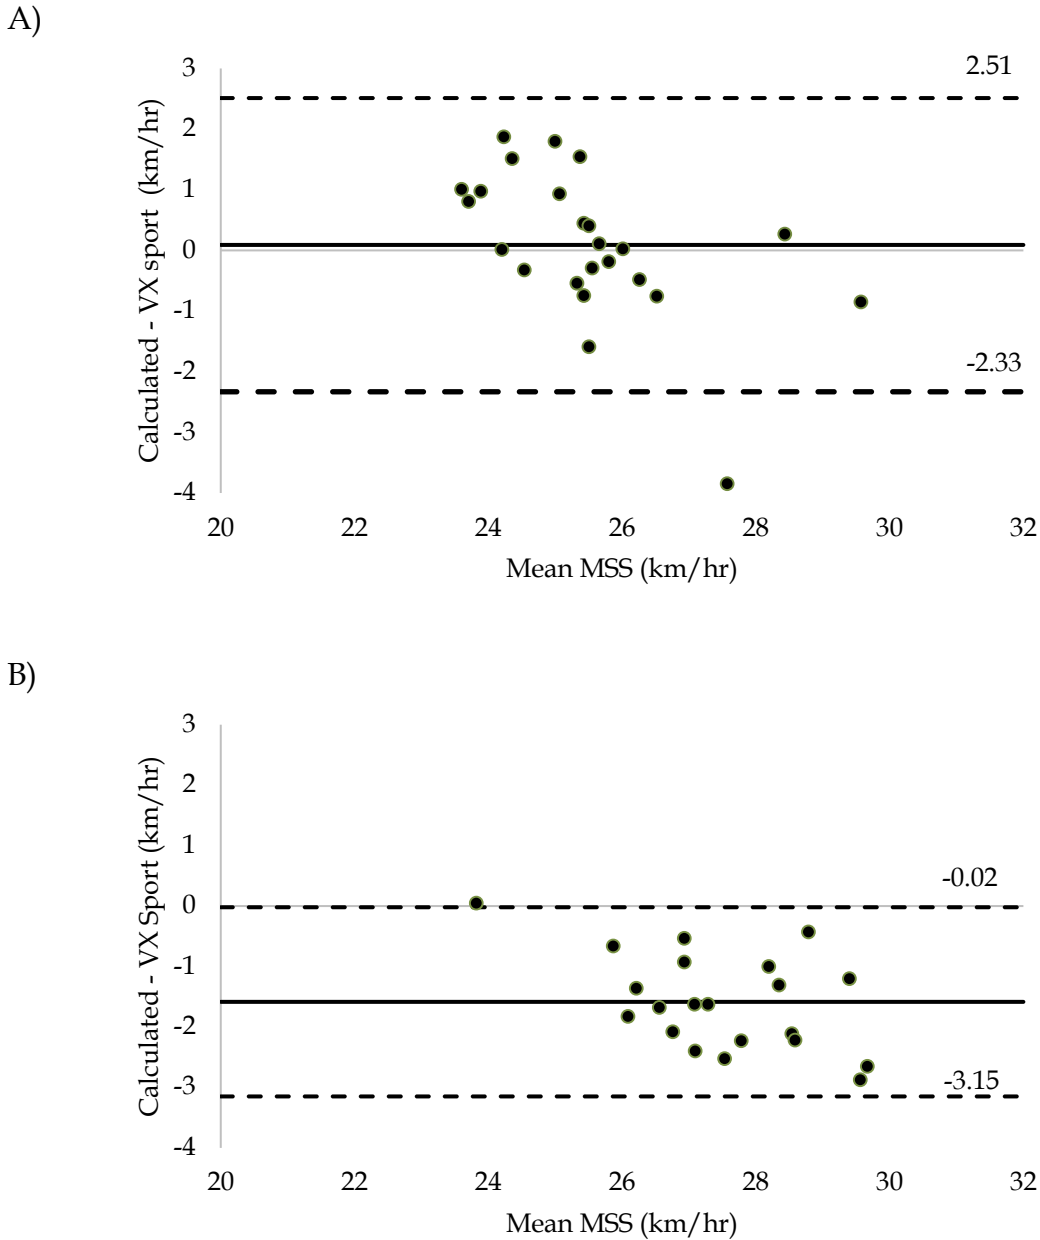 A)
3
2.51
2
1
0
-1
-2
-2.33
-3
-4
Calculated - VX sport (km/hr)
20 22 24 26 28 30 32
Mean MSS (km/hr)
B)
3
2
1
-0.02
0
-1
-2
-3
-3.15
-4
Calculated - VX Sport (km/hr)
20 22 24 26 28 30 32
Mean MSS (km/hr)